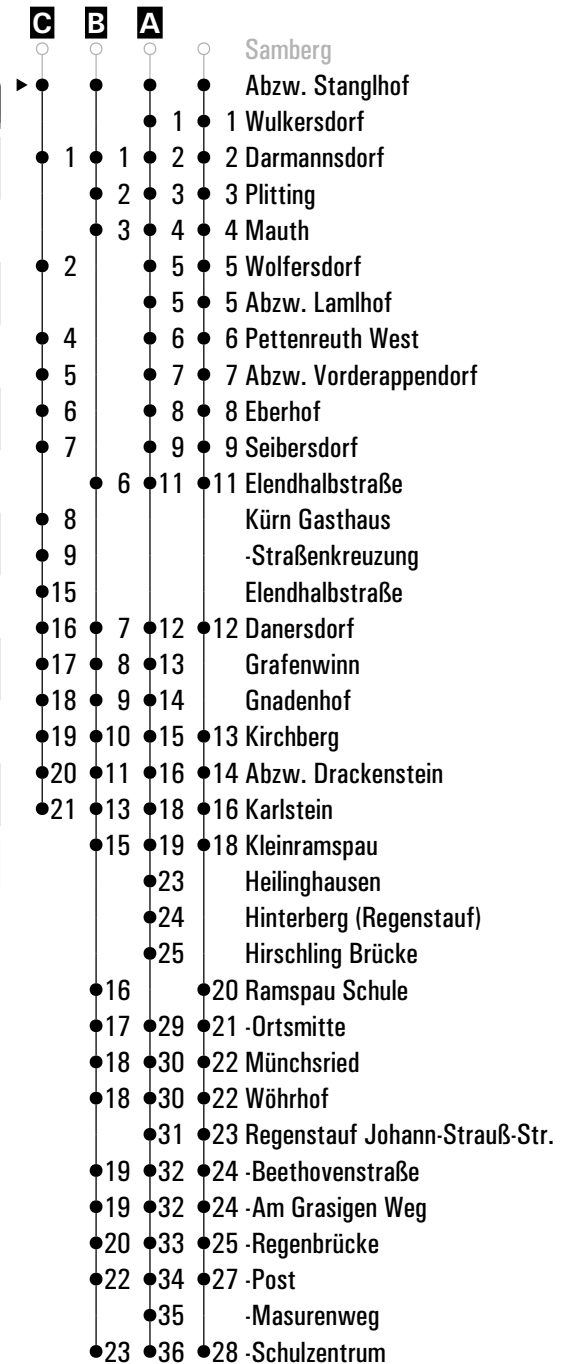 C B A
Samberg
Abzw. Stanglhof
1 1 Wulkersdorf
1 1 2 2 Darmannsdorf
2 3 3 Plitting
3 4 4 Mauth
2 5 5 Wolfersdorf
5 5 Abzw. Lamlhof
4 6 6 Pettenreuth West
5 7 7 Abzw. Vorderappendorf
6 8 8 Eberhof
7 9 9 Seibersdorf
6 11 11 Elendhalbstraße
8 Kürn Gasthaus
9 -Straßenkreuzung
15 Elendhalbstraße
16 7 12 12 Danersdorf
17 8 13 Grafenwinn
18 9 14 Gnadenhof
19 10 15 13 Kirchberg
20 11 16 14 Abzw. Drackenstein
21 13 18 16 Karlstein
15 19 18 Kleinramspau
23 Heilinghausen
24 Hinterberg (Regenstauf)
25 Hirschling Brücke
16 20 Ramspau Schule
17 29 21 -Ortsmitte
18 30 22 Münchsried
18 30 22 Wöhrhof
31 23 Regenstauf Johann-Strauß-Str.
19 32 24 -Beethovenstraße
19 32 24 -Am Grasigen Weg
20 33 25 -Regenbrücke
22 34 27 -Post
35 -Masurenweg
23 36 28 -Schulzentrum